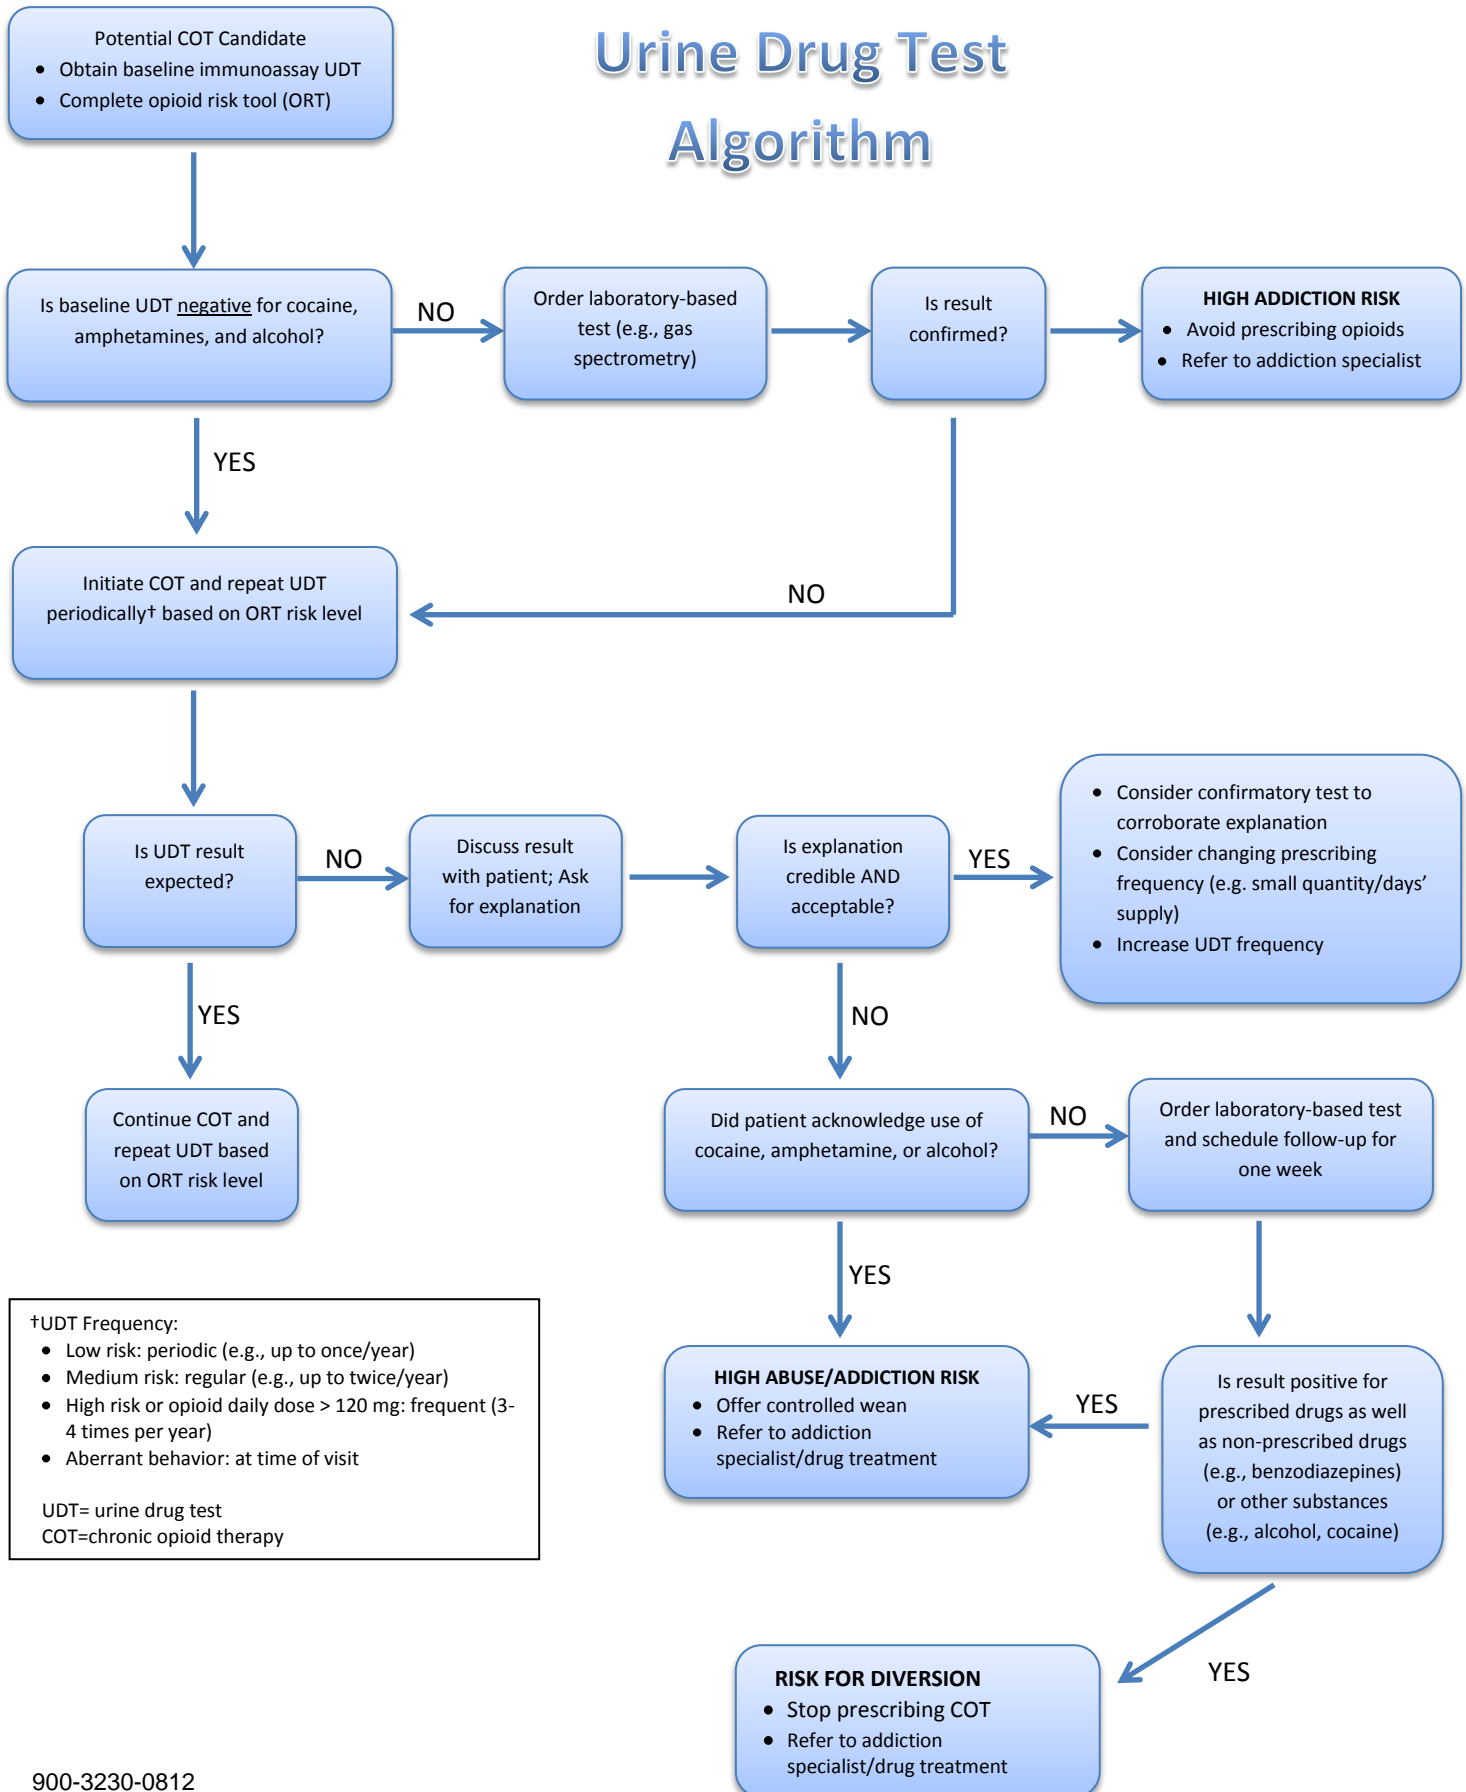 Urine Drug Test
Algorithm
Potential COT Candidate
• Obtain baseline immunoassay UDT
• Complete opioid risk tool (ORT)
Is baseline UDT negative for cocaine,
amphetamines, and alcohol?
NO
Order laboratory-based
test (e.g., gas
spectrometry)
Is result
confirmed?
HIGH ADDICTION RISK
• Avoid prescribing opioids
• Refer to addiction specialist
YES
NO
Initiate COT and repeat UDT
periodically† based on ORT risk level
Is UDT result
expected?
NO
Discuss result
with patient; Ask
for explanation
Is explanation
credible AND
acceptable?
YES
• Consider confirmatory test to
corroborate explanation
• Consider changing prescribing
frequency (e.g. small quantity/days’
supply)
• Increase UDT frequency
YES
NO
Continue COT and
repeat UDT based
on ORT risk level
Did patient acknowledge use of
cocaine, amphetamine, or alcohol?
NO
Order laboratory-based test
and schedule follow-up for
one week
YES
HIGH ABUSE/ADDICTION RISK
• Offer controlled wean
• Refer to addiction
specialist/drug treatment
YES
Is result positive for
prescribed drugs as well
as non-prescribed drugs
(e.g., benzodiazepines)
or other substances
(e.g., alcohol, cocaine)
†UDT Frequency:
• Low risk: periodic (e.g., up to once/year)
• Medium risk: regular (e.g., up to twice/year)
• High risk or opioid daily dose > 120 mg: frequent (3-
4 times per year)
• Aberrant behavior: at time of visit
UDT= urine drug test
COT=chronic opioid therapy
YES
RISK FOR DIVERSION
• Stop prescribing COT
• Refer to addiction
specialist/drug treatment
900-3230-0812